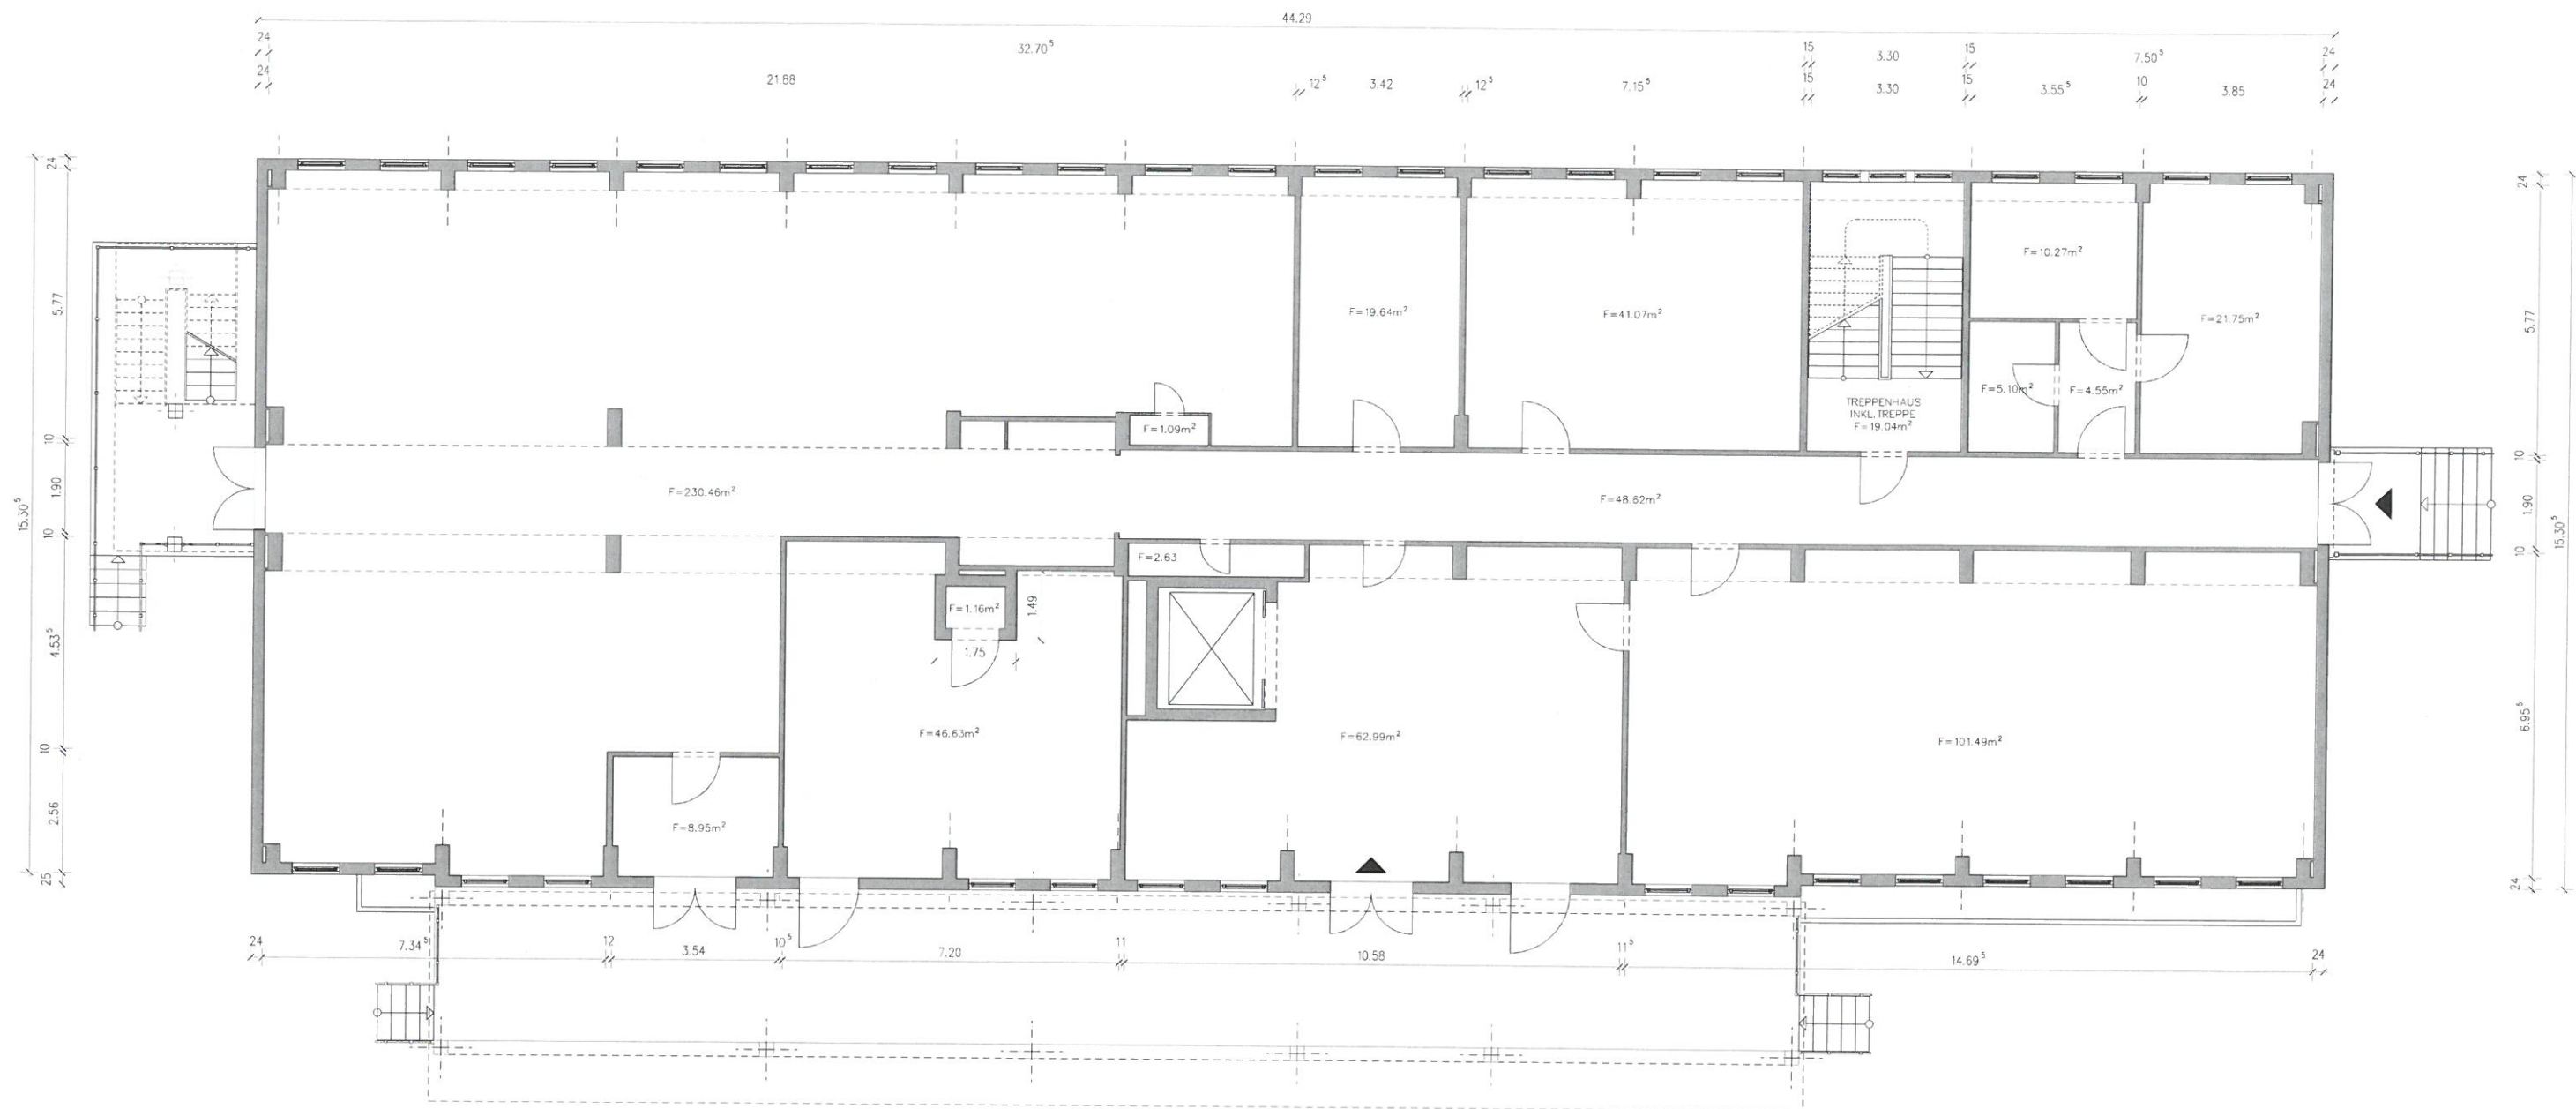 44.29
24
32.70⁵
15
3.30
15
7.50⁵
24
24
21.88
12⁵
3.42
12⁵
7.15⁵
15
3.30
15
3.55⁵
10
3.85
24
24
5.77
10
1.90
10
4.53⁵
10
2.56
25
15.30⁵
24
5.77
10
1.90
10
6.95⁵
24
15.30⁵
F=19.64m²
F=41.07m²
F=10.27m²
F=21.75m²
F=5.10m²
F=4.55m²
TREPPENHAUS
INKL. TREPPE
F=19.04m²
F=1.09m²
F=230.46m²
F=48.62m²
F=2.63
F=1.16m²
1.49
1.75
F=46.63m²
F=62.99m²
F=101.49m²
F=8.95m²
24
7.34⁵
12
3.54
10⁵
7.20
11
10.58
11⁵
14.69⁵
24